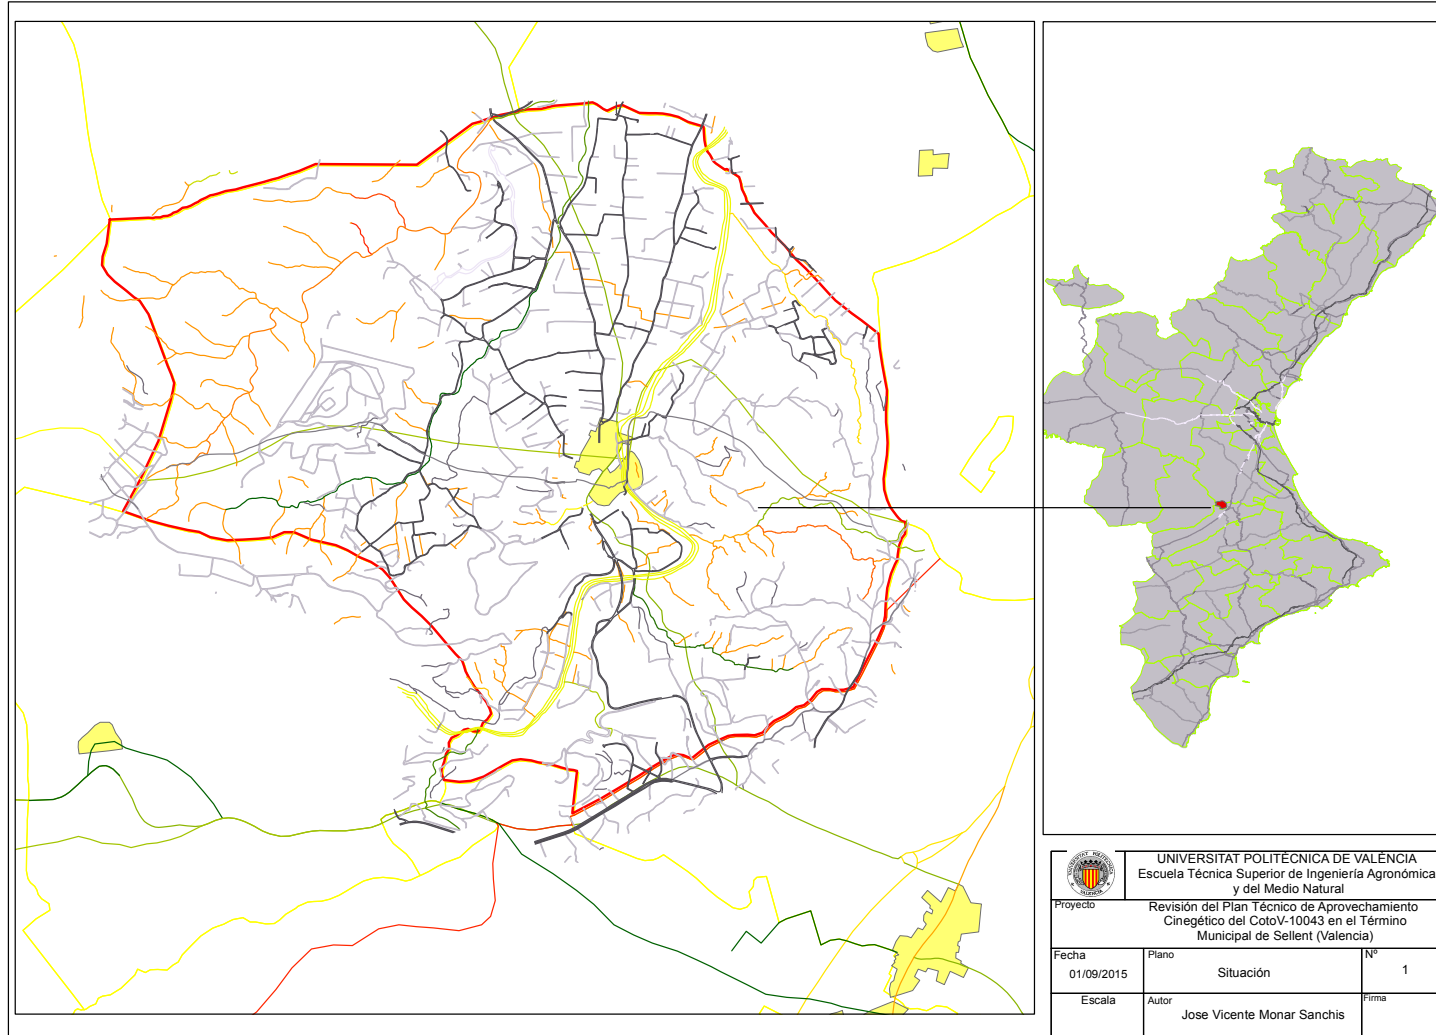 UNIVERSITAT POLITÈCNICA DE VALÈNCIA
Escuela Técnica Superior de Ingeniería Agronómica
y del Medio Natural
Proyecto
Revisión del Plan Técnico de Aprovechamiento
Cinegético del CotoV-10043 en el Término
Municipal de Sellent (Valencia)
Fecha
01/09/2015
Plano
Situación
Nº
1
Escala
Autor
Jose Vicente Monar Sanchis
Firma